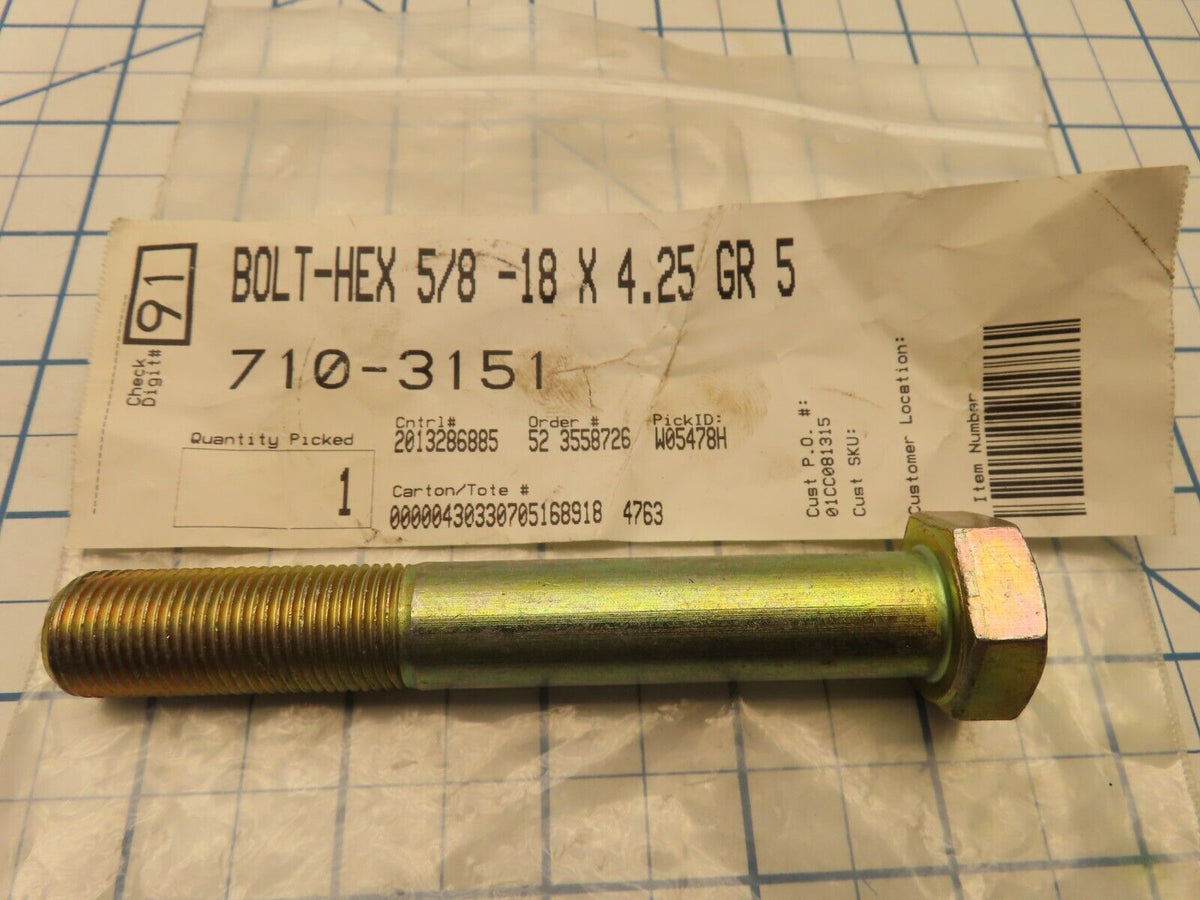 91
Check
Digit#
BOLT-HEX 5/8 -18 X 4.25 GR 5
710-3151
Quantity Picked
1
Cntrl# Order # PickID:
2013286885 52 3558726 W05478H
Carton/Tote #
00000430330705168918 4763
Cust P.O. #:
01CC081315
Cust SKU:
Customer Location:
Item Number